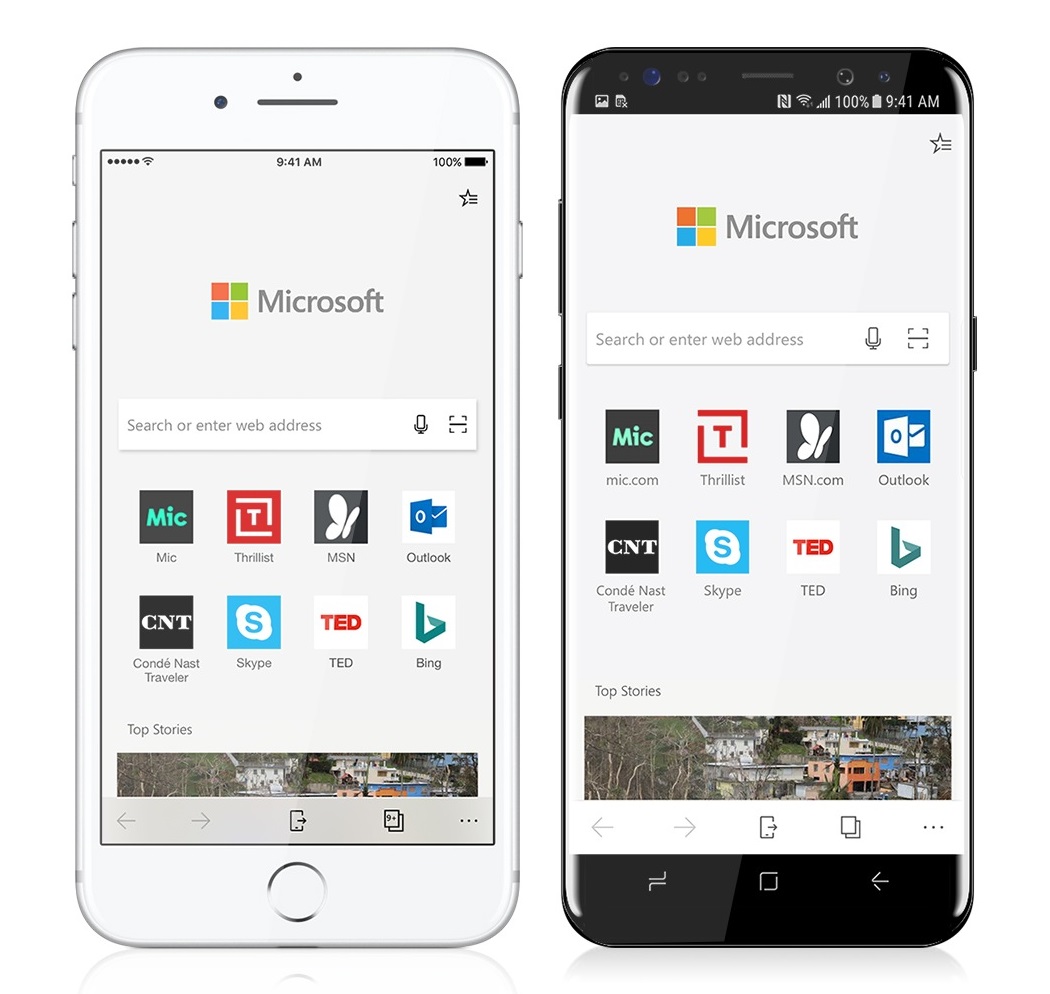 9:41 AM
100%
Microsoft
Search or enter web address
Mic
T
O
Mic
Thrillist
MSN
Outlook
CNT
S
TED
Condé Nast
Traveler
Skype
TED
Bing
Top Stories
9+
100% 9:41 AM
Microsoft
Search or enter web address
Mic
T
O
mic.com
Thrillist
MSN.com
Outlook
CNT
S
TED
Condé Nast
Traveler
Skype
TED
Bing
Top Stories